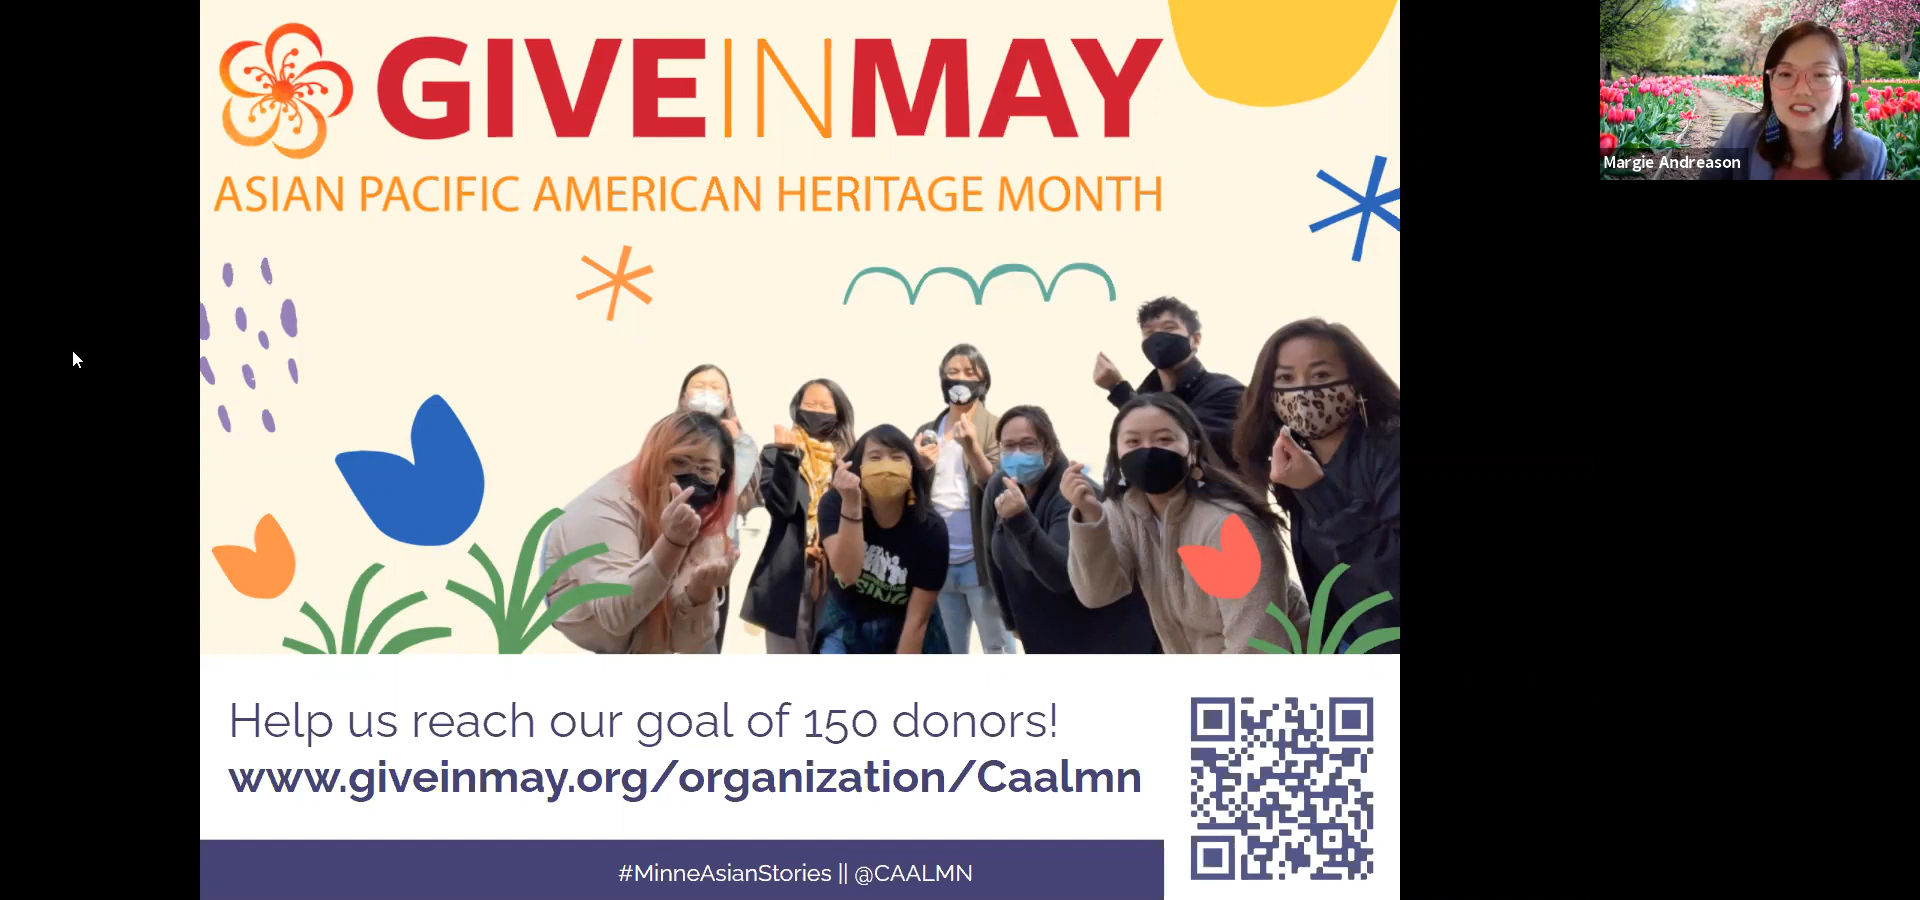 GIVEINMAY
ASIAN PACIFIC AMERICAN HERITAGE MONTH
Margie Andreason
Help us reach our goal of 150 donors!
www.giveinmay.org/organization/Caalmn
#MinneAsianStories || @CAALMN